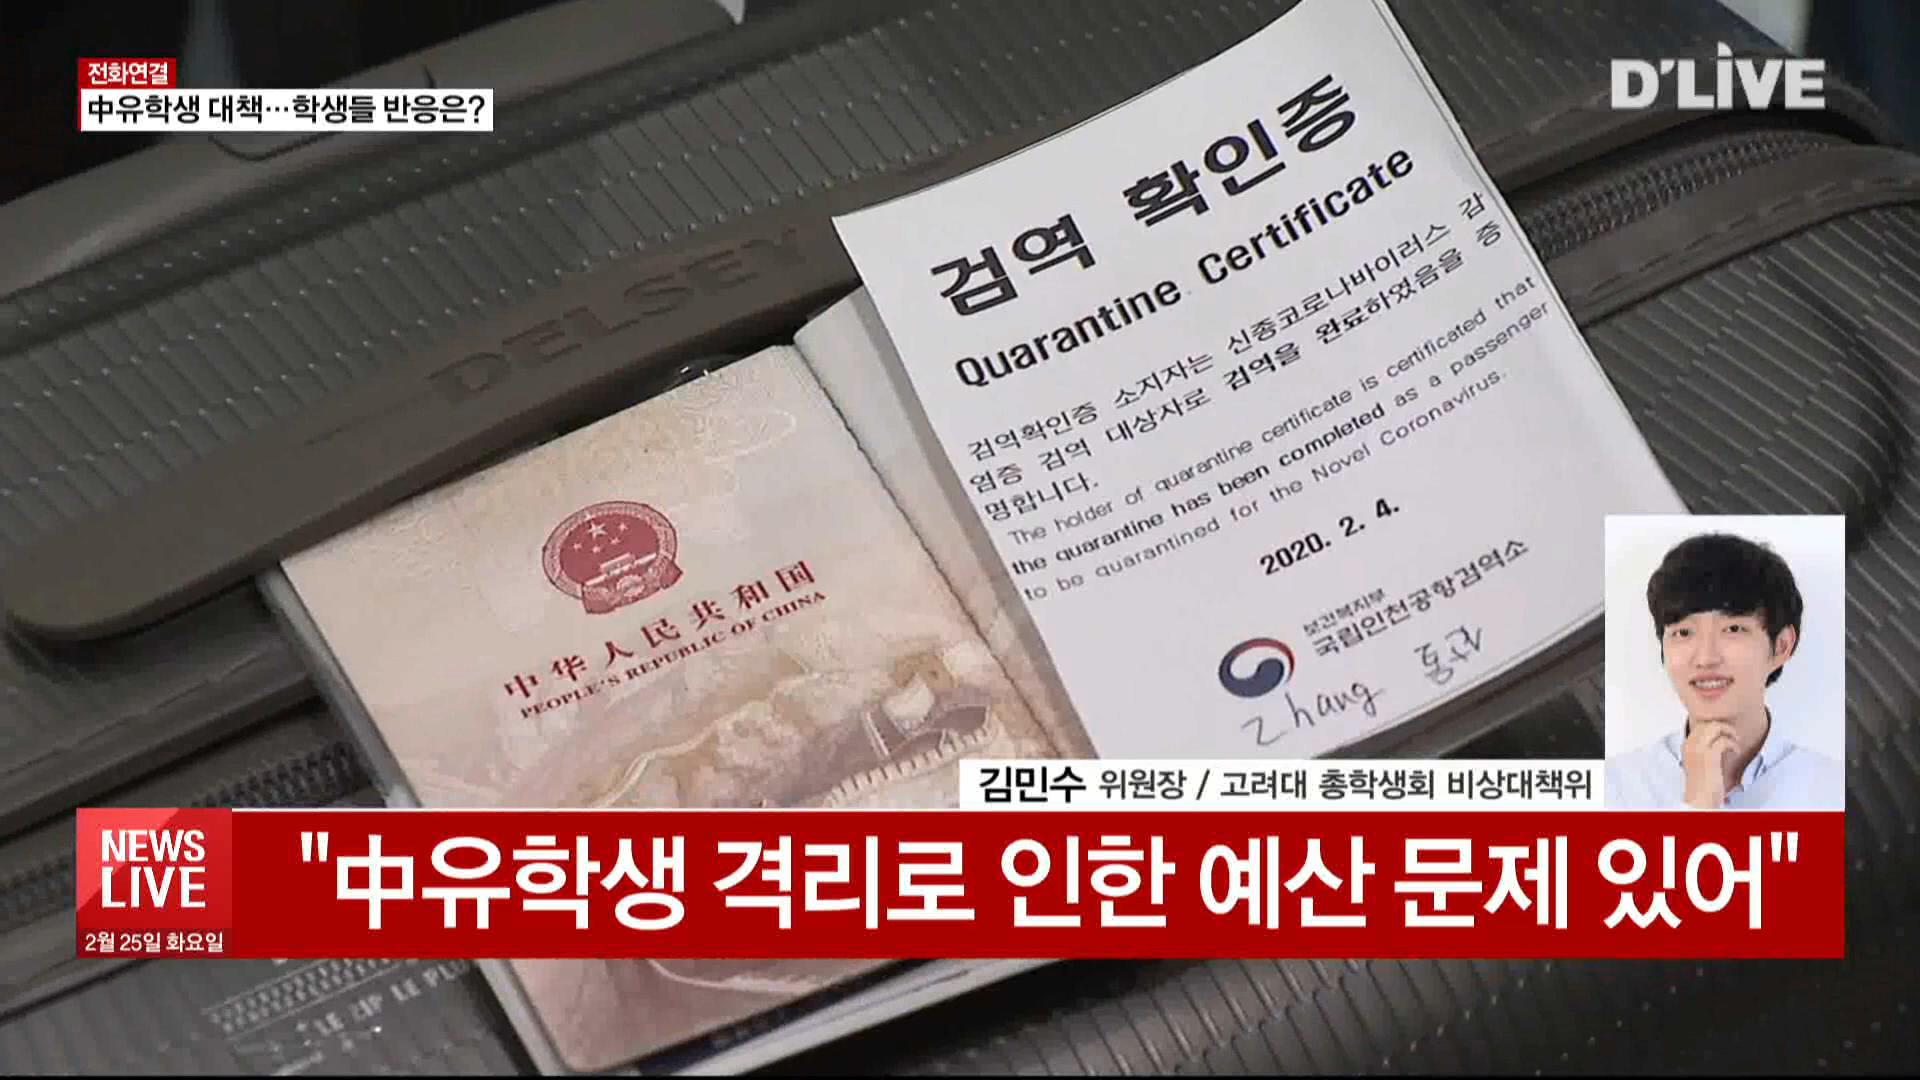 전화연결
中유학생 대책…학생들 반응은?
D'LIVE
DELSEY
검역 확인증
Quarantine Certificate
검역확인증 소지자는 신종코로나바이러스 감
염증 검역 대상자로 검역을 완료하였음을 증
명합니다.
The holder of quarantine certificate is certificated that
the quarantine has been completed as a passenger
to be quarantined for the Novel Coronavirus.
2020. 2. 4.
보건복지부
국립인천공항검역소
Zhang
中华人民共和国
PEOPLE'S REPUBLIC OF CHINA
김민수 위원장 / 고려대 총학생회 비상대책위
NEWS
LIVE
2월 25일 화요일
"中유학생 격리로 인한 예산 문제 있어"
LE ZIP LE PLU